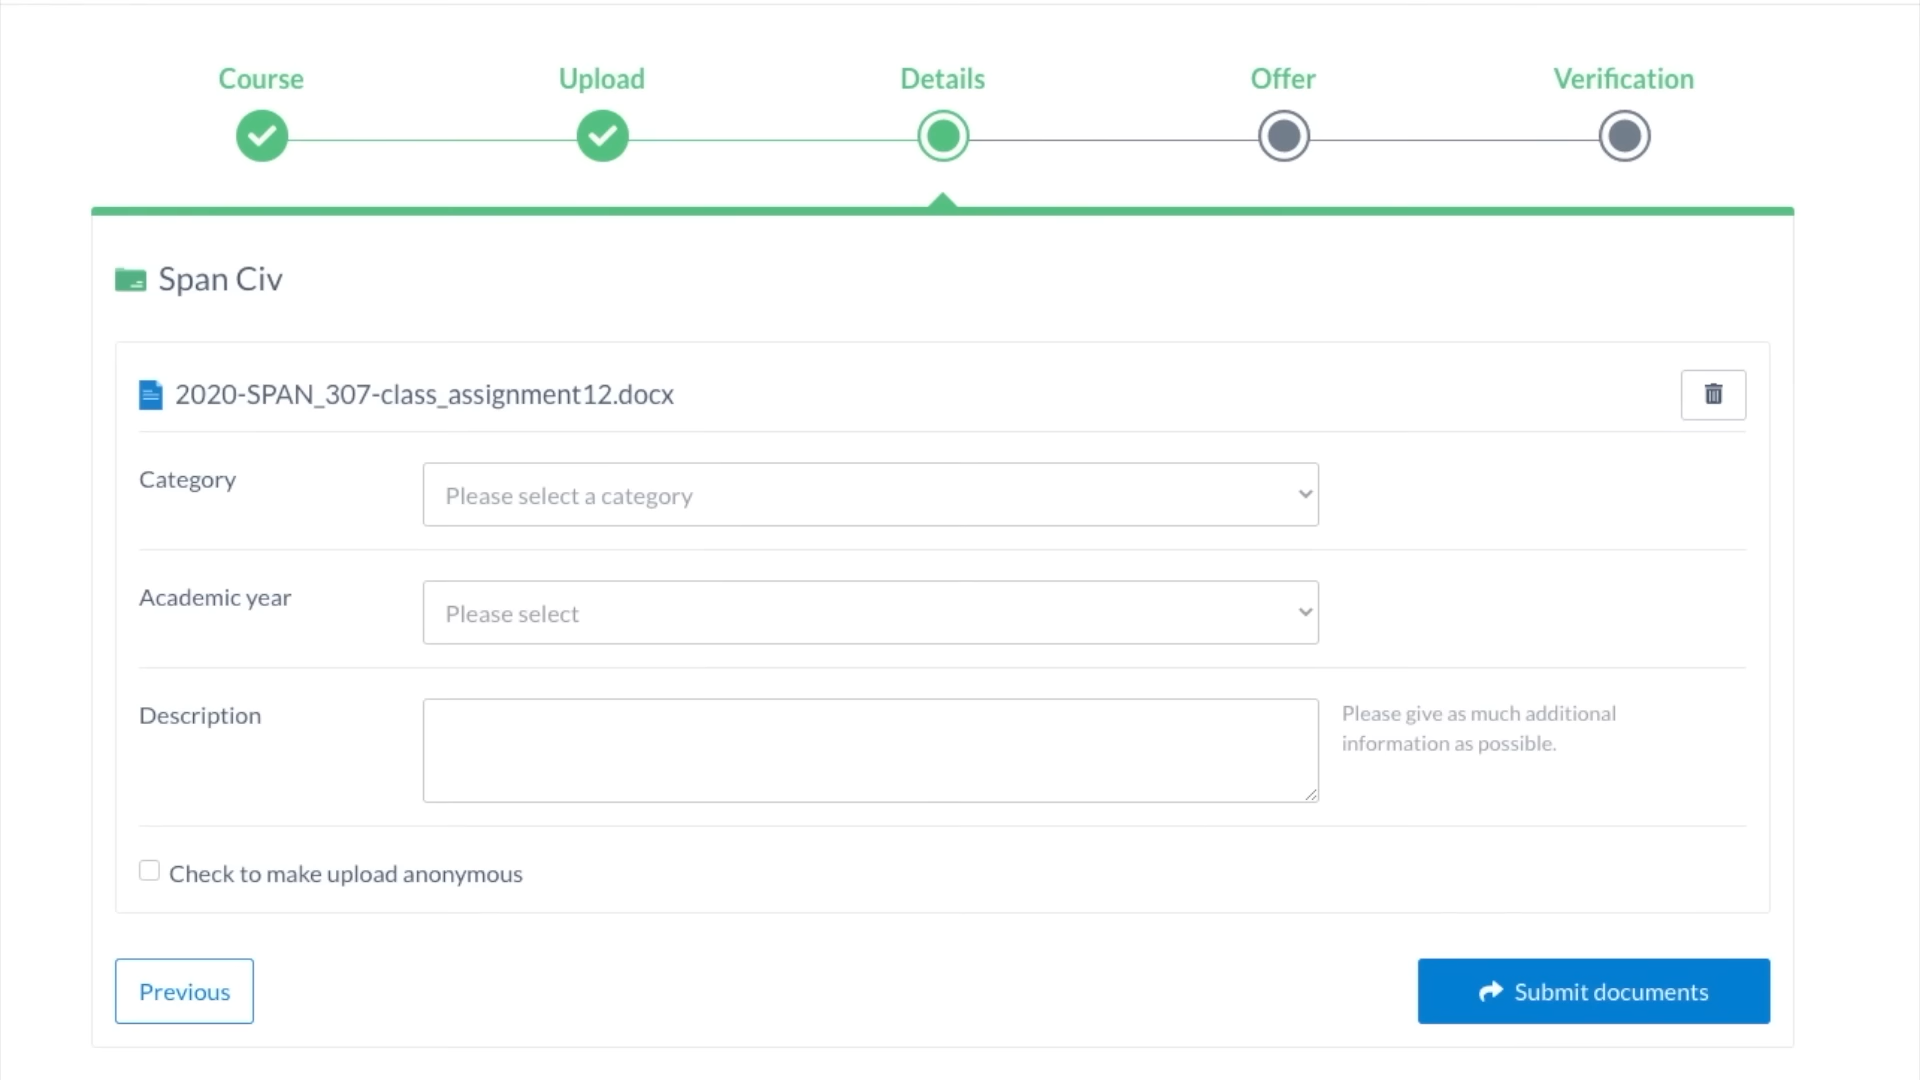 Course
Upload
Details
Offer
Verification
Span Civ
2020-SPAN_307-class_assignment12.docx
Category
Please select a category
Academic year
Please select
Description
Please give as much additional
information as possible.
Check to make upload anonymous
Previous
Submit documents